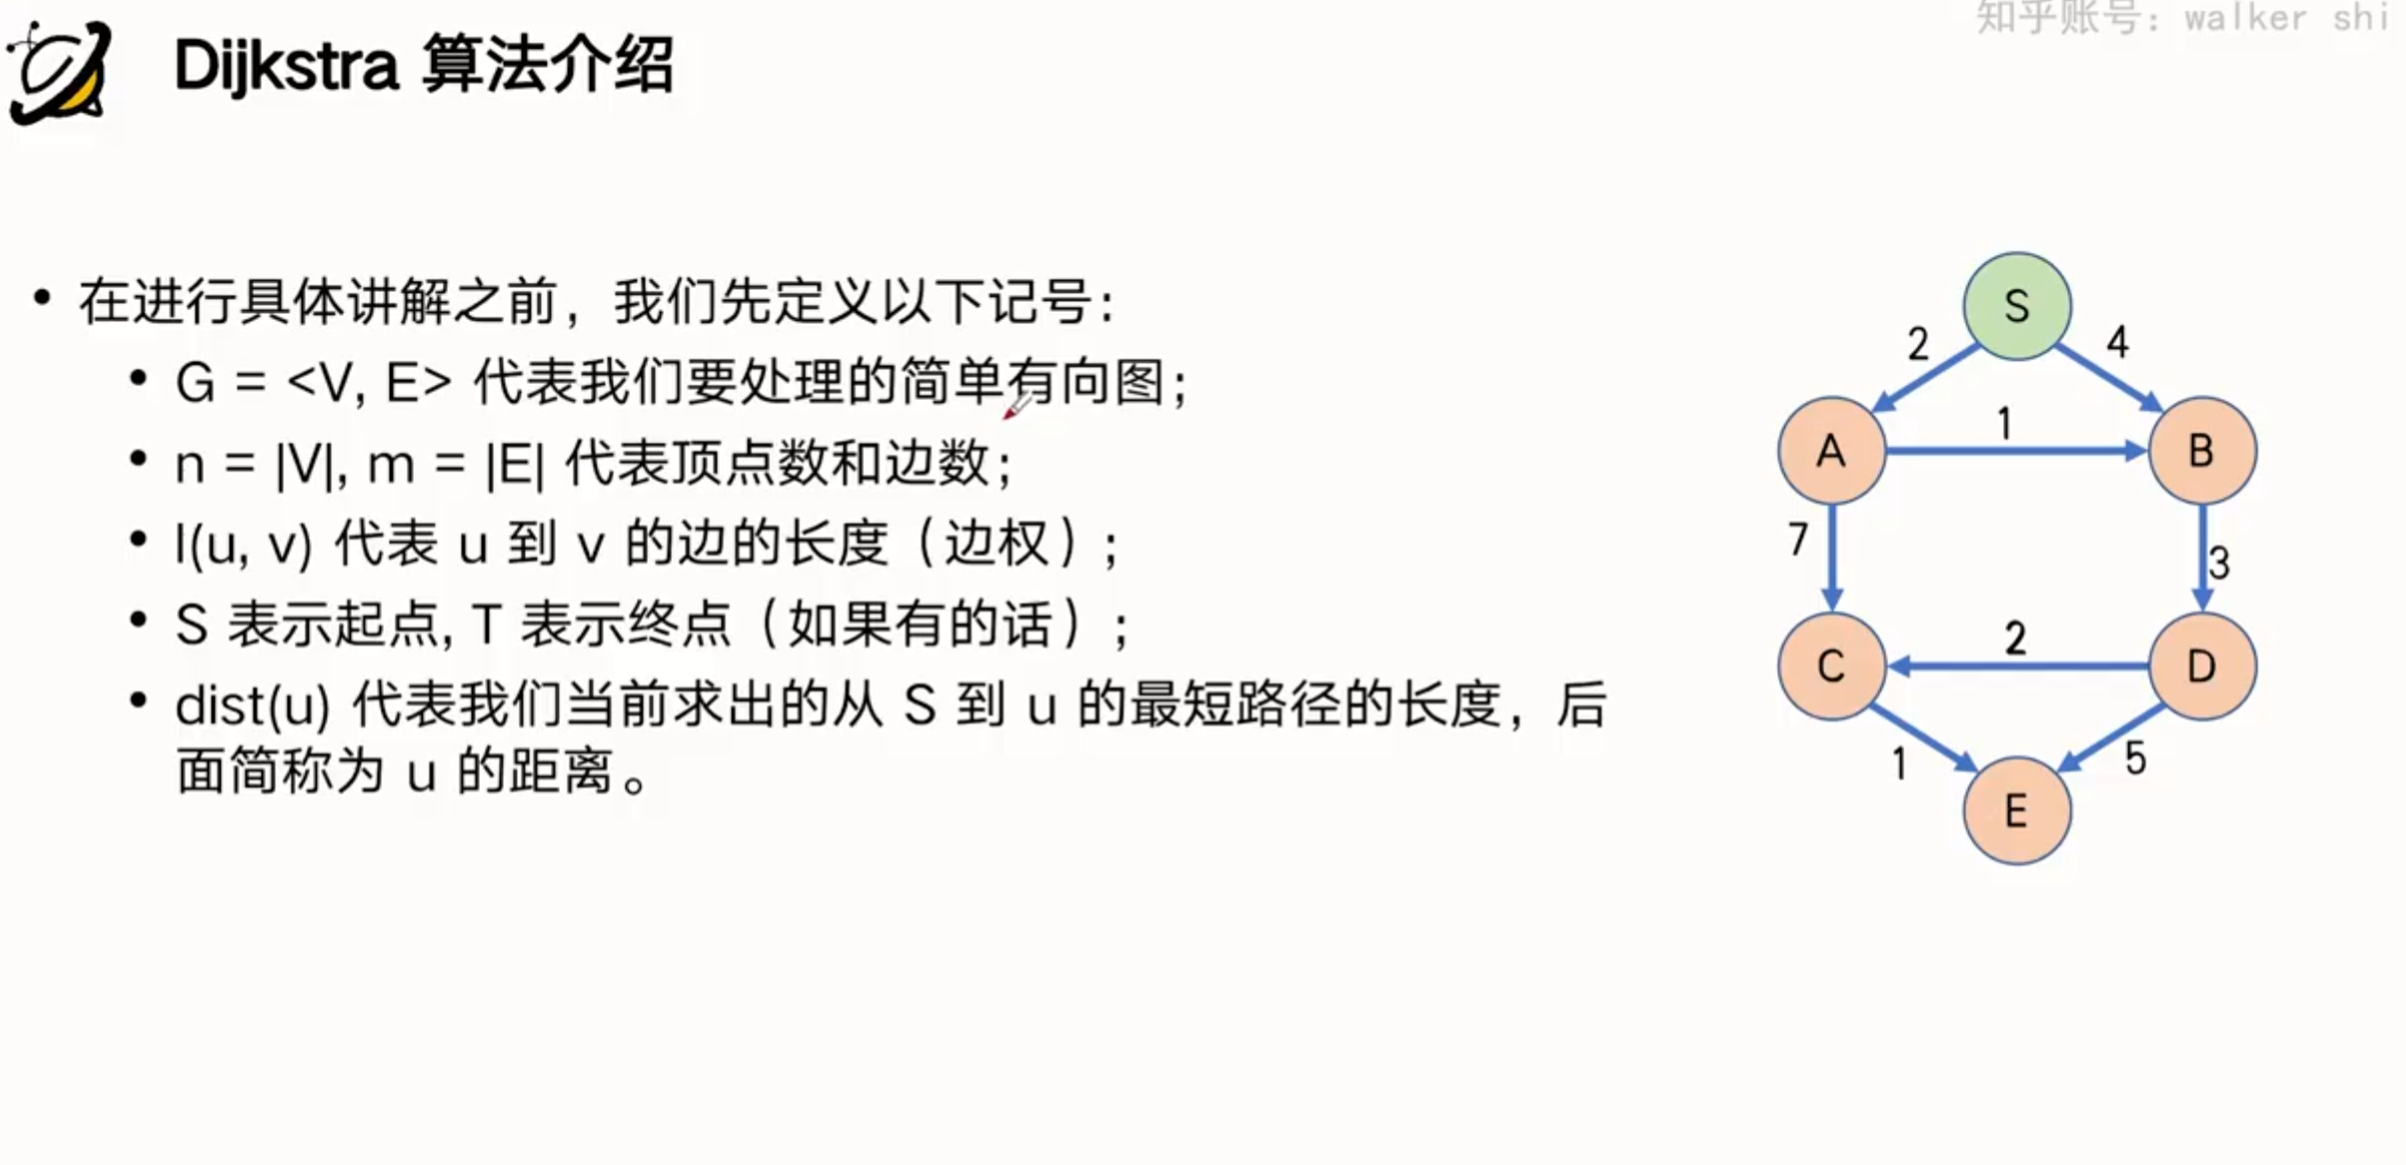 知乎账号：walker shi
Dijkstra 算法介绍
• 在进行具体讲解之前，我们先定义以下记号：
• G = <V, E> 代表我们要处理的简单有向图；
• n = |V|, m = |E| 代表顶点数和边数；
• l(u, v) 代表 u 到 v 的边的长度（边权）；
• S 表示起点, T 表示终点（如果有的话）；
• dist(u) 代表我们当前求出的从 S 到 u 的最短路径的长度，后
面简称为 u 的距离。
S
2 4
1
A B
7 3
2
C D
1 5
E